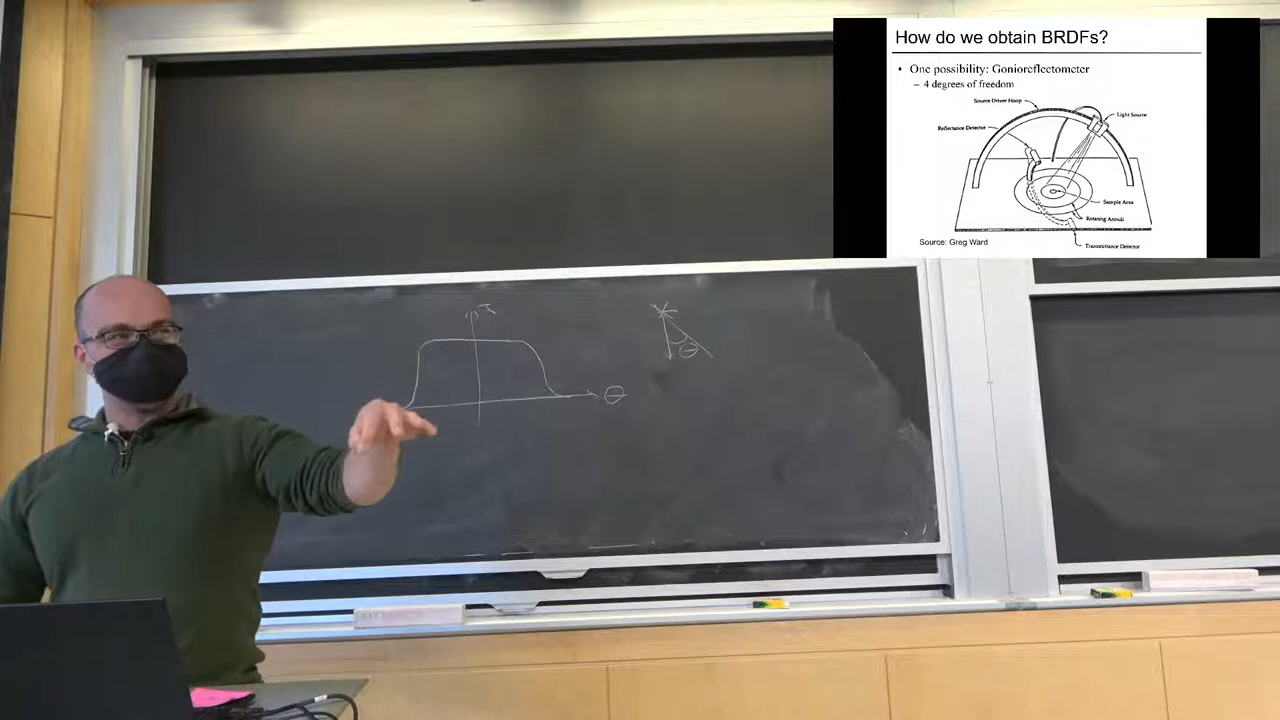 How do we obtain BRDFs?
• One possibility: Gonioreflectometer
– 4 degrees of freedom
Source Driver Hoop
Light Source
Reflectance Detector
Sample Area
Rotating Annuli
Source: Greg Ward
Transmittance Detector
I
θ
θ